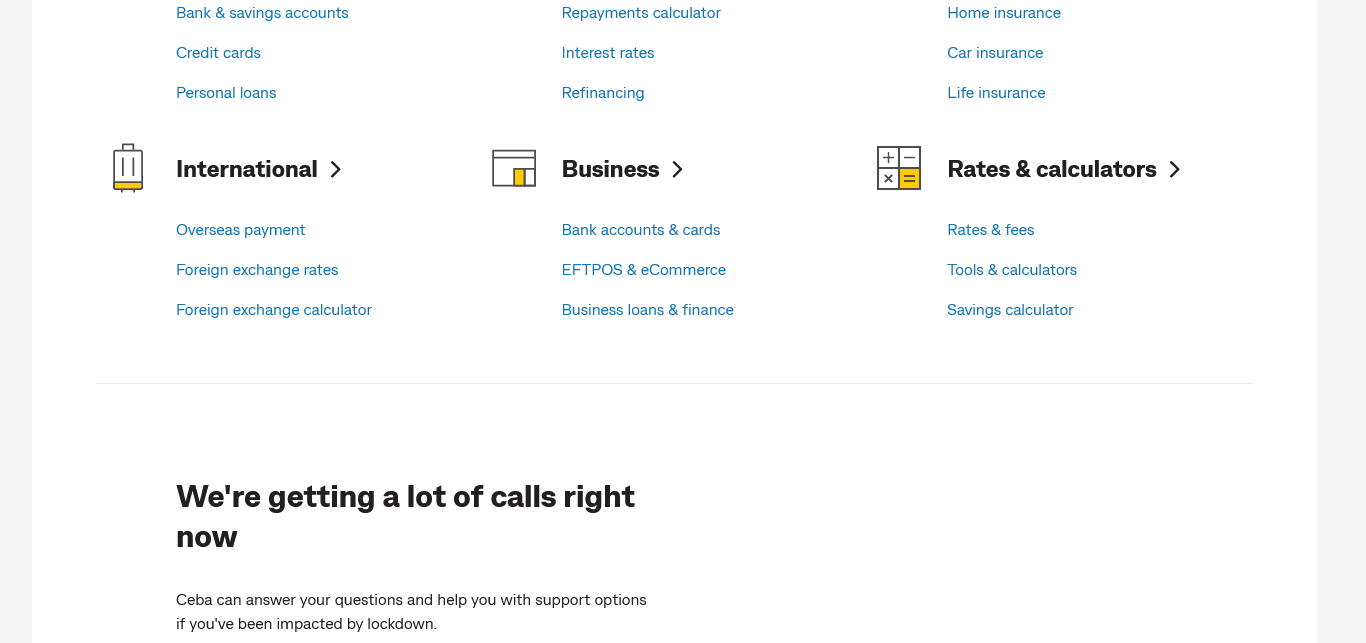 Bank & savings accounts
Repayments calculator
Home insurance
Credit cards
Interest rates
Car insurance
Personal loans
Refinancing
Life insurance
International
Business
Rates & calculators
Overseas payment
Bank accounts & cards
Rates & fees
Foreign exchange rates
EFTPOS & eCommerce
Tools & calculators
Foreign exchange calculator
Business loans & finance
Savings calculator
We're getting a lot of calls right
now
Ceba can answer your questions and help you with support options
if you've been impacted by lockdown.